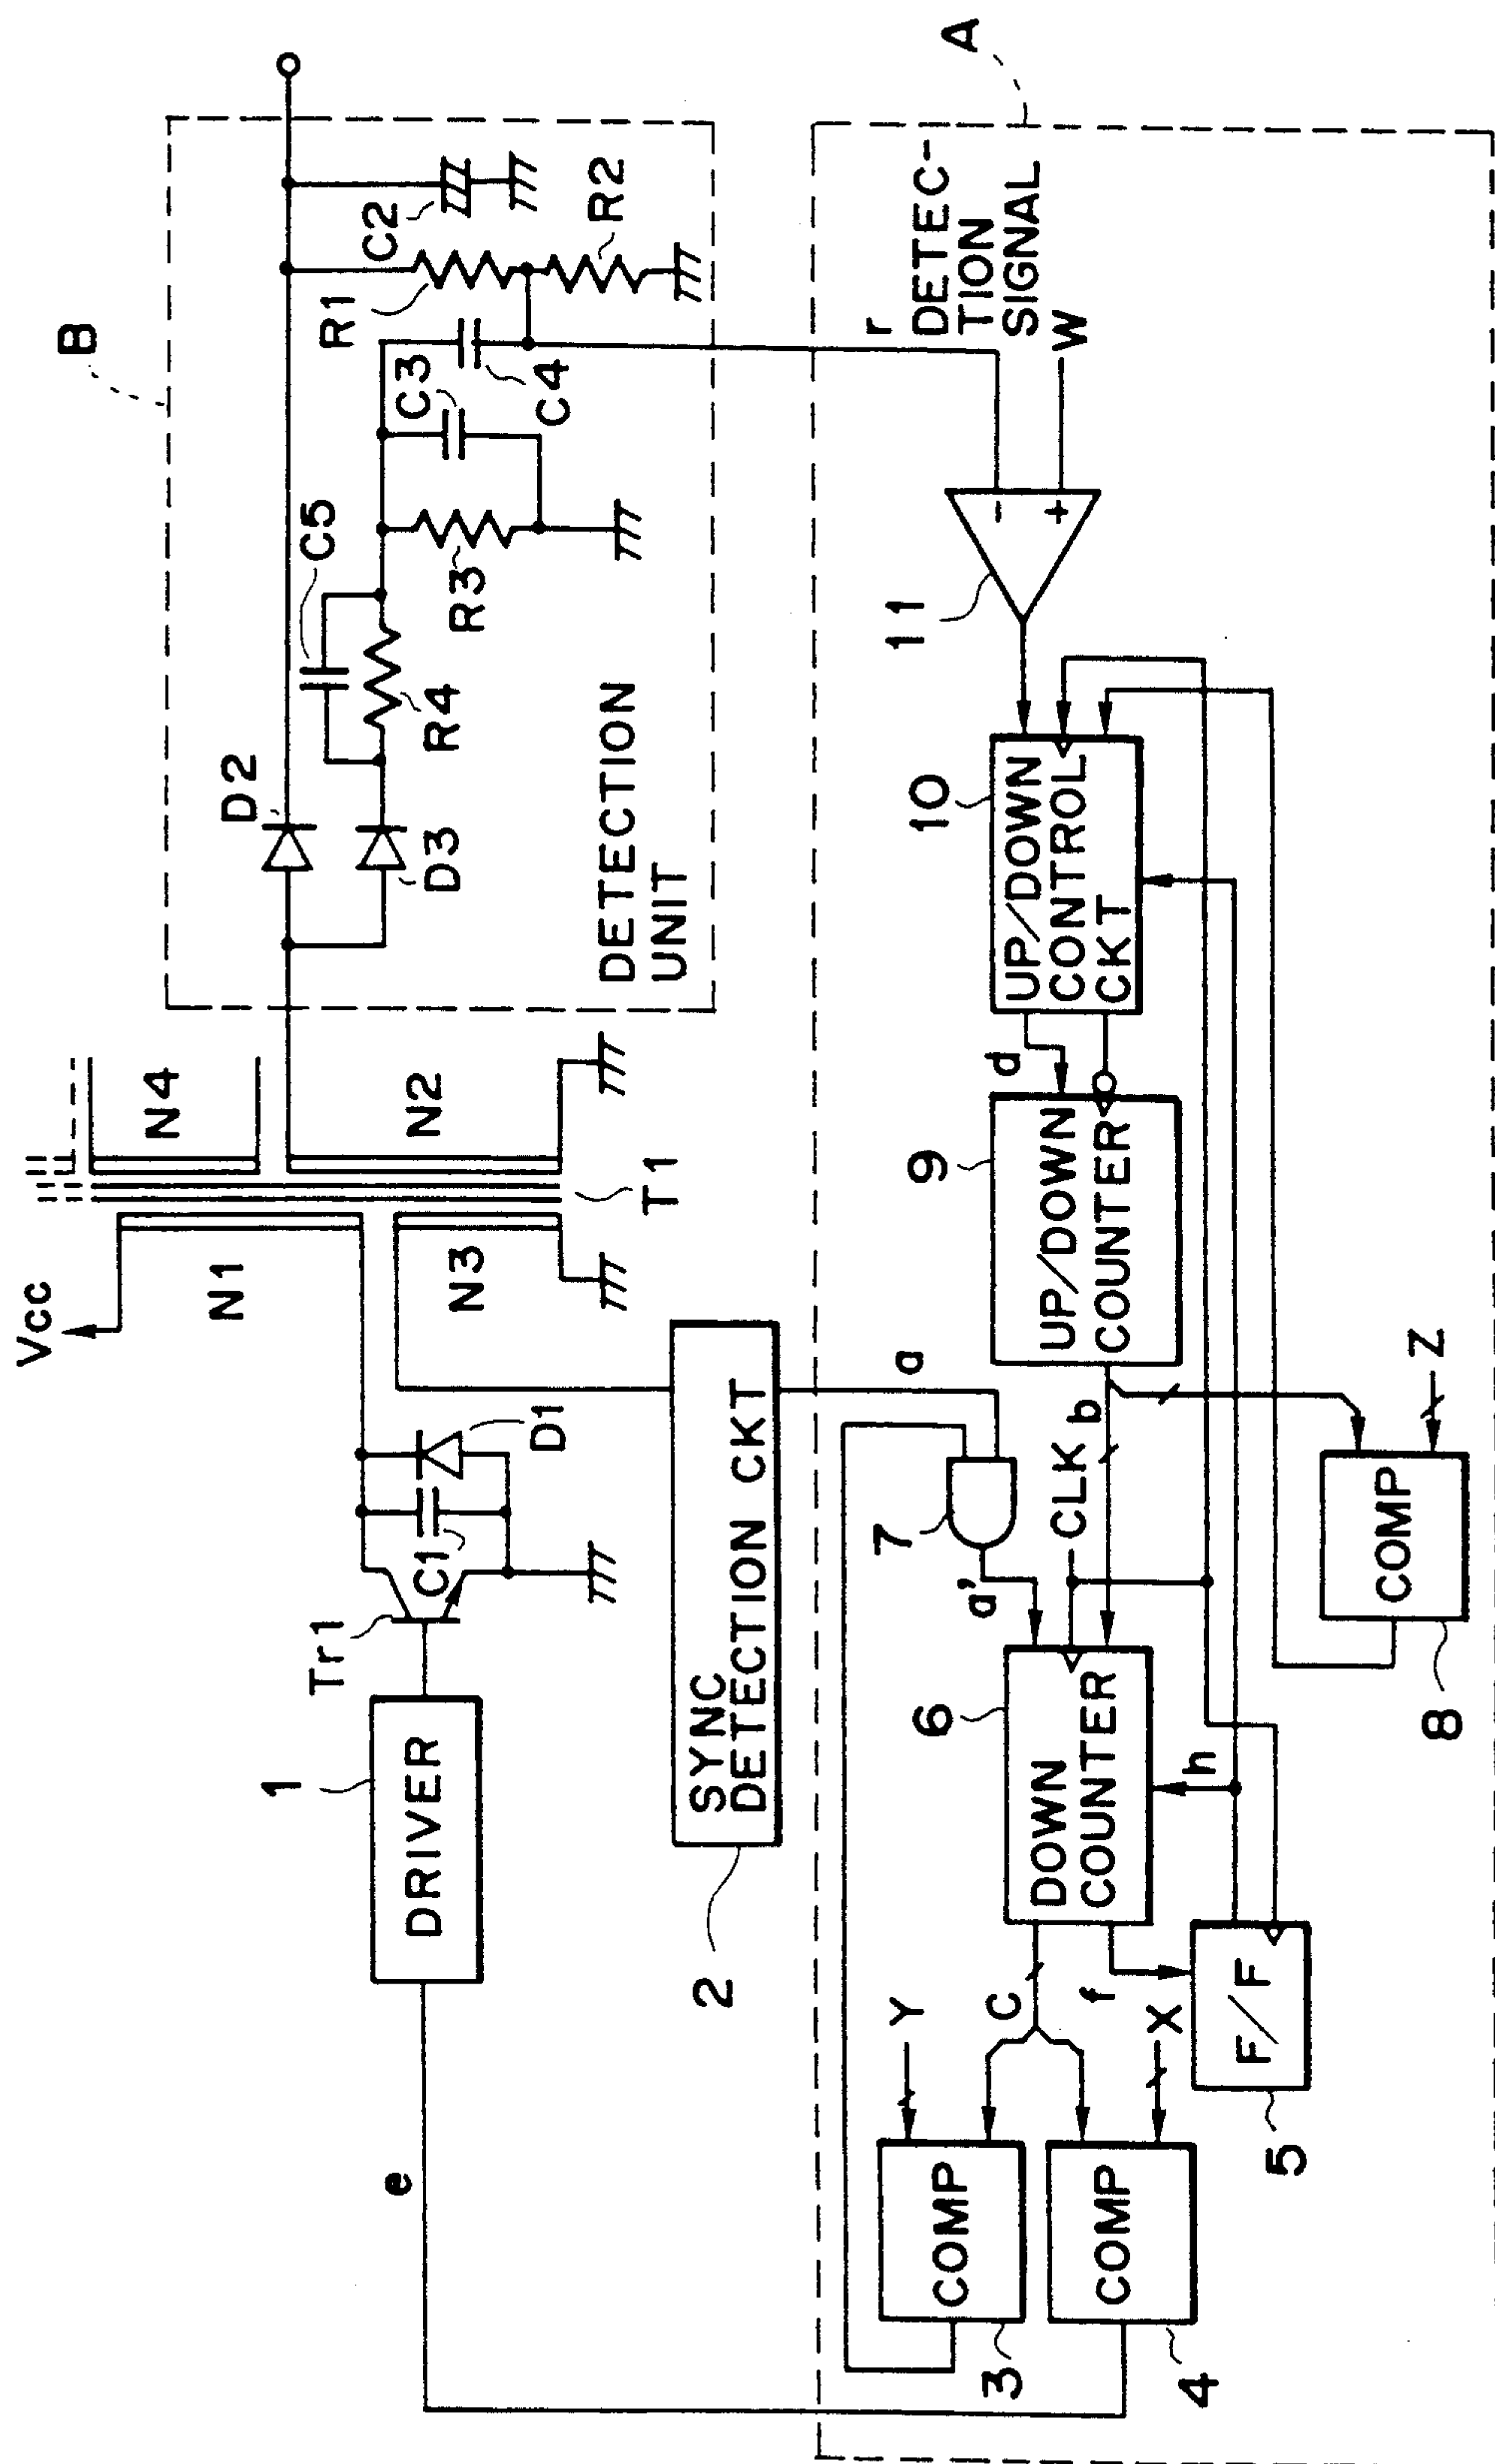 Vcc
N1
N4
N3
N2
T1
B
D2
D3
C5
R4
R3
C3
C4
R1
C2
R2
DETECTION
UNIT
1
DRIVER
Tr1
C1
D1
2
SYNC
DETECTION CKT
e
A
a
r
DETEC-
TION
SIGNAL
W
-
+
11
10
UP/DOWN
CONTROL
CKT
d
9
UP/DOWN
COUNTER
b
CLK
7
a'
6
DOWN
COUNTER
h
C
f
Y
X
Z
COMP
3
COMP
4
F/F
5
COMP
8